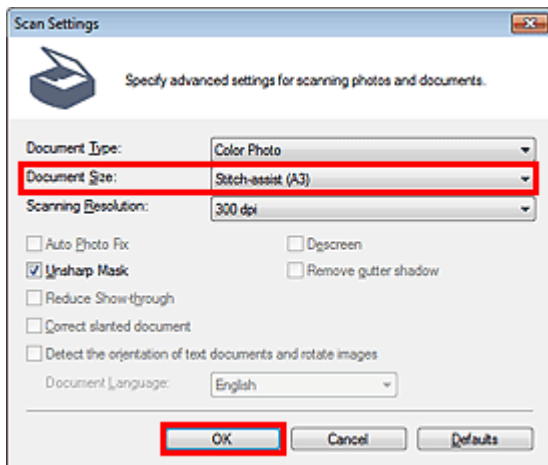 Scan Settings
Specify advanced settings for scanning photos and documents.
Document Type: Color Photo
Document Size: Stitch-assist (A3)
Scanning Resolution: 300 dpi
Auto Photo Fix Descreen
Unsharp Mask Remove gutter shadow
Reduce Show-through
Correct slanted document
Detect the orientation of text documents and rotate images
Document Language: English
OK Cancel Defaults